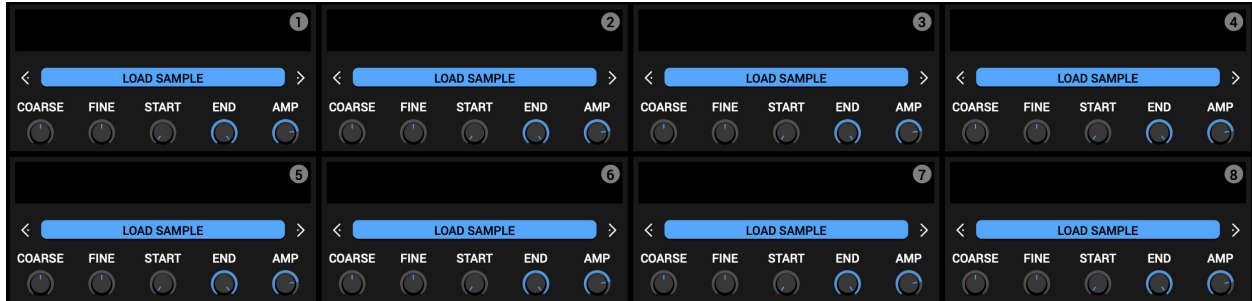 1 2 3 4
LOAD SAMPLE LOAD SAMPLE LOAD SAMPLE LOAD SAMPLE
COARSE FINE START END AMP COARSE FINE START END AMP COARSE FINE START END AMP COARSE FINE START END AMP
5 6 7 8
LOAD SAMPLE LOAD SAMPLE LOAD SAMPLE LOAD SAMPLE
COARSE FINE START END AMP COARSE FINE START END AMP COARSE FINE START END AMP COARSE FINE START END AMP